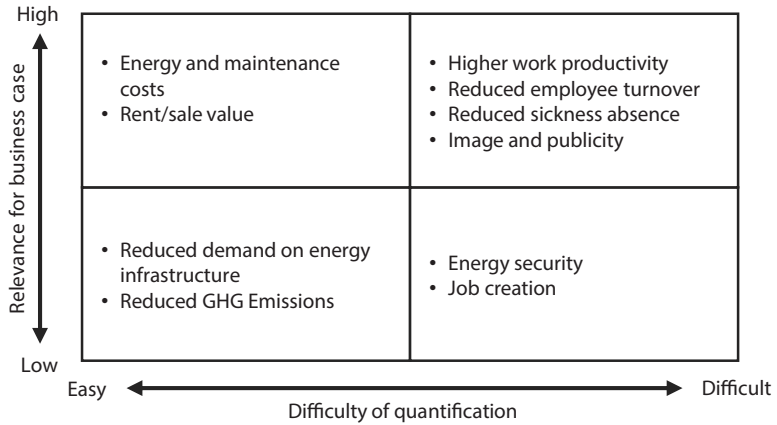 High
• Energy and maintenance
costs
• Rent/sale value
• Higher work productivity
• Reduced employee turnover
• Reduced sickness absence
• Image and publicity
Relevance for business case
• Reduced demand on energy
infrastructure
• Reduced GHG Emissions
• Energy security
• Job creation
Low
Easy
Difficult
Difficulty of quantification